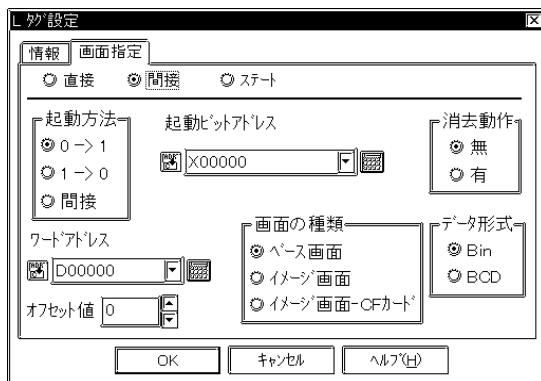 L ﾀｸﾞ設定
情報 画面指定
直接 間接 ｽﾃｰﾄ
起動方法
0 -> 1
1 -> 0
間接
起動ﾋﾞｯﾄｱﾄﾞﾚｽ
X00000
消去動作
無
有
ﾜｰﾄﾞｱﾄﾞﾚｽ
D00000
ｵﾌｾｯﾄ値 0
画面の種類
ﾍﾞｰｽ画面
ｲﾒｰｼﾞ画面
ｲﾒｰｼﾞ画面-CFｶｰﾄﾞ
ﾃﾞｰﾀ形式
Bin
BCD
OK ｷｬﾝｾﾙ ﾍﾙﾌﾟ(H)